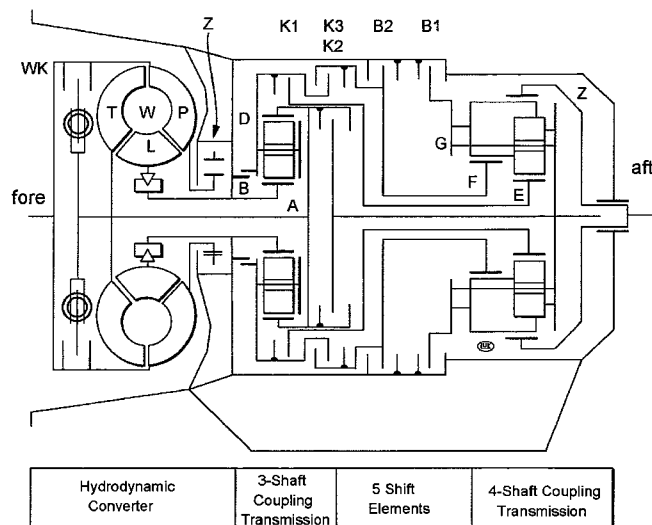 Z
K1
K3
B2
B1
K2
WK
T
W
P
L
D
B
A
G
F
E
Z
fore
aft
Hydrodynamic
Converter
3-Shaft
Coupling
Transmission
5 Shift
Elements
4-Shaft Coupling
Transmission